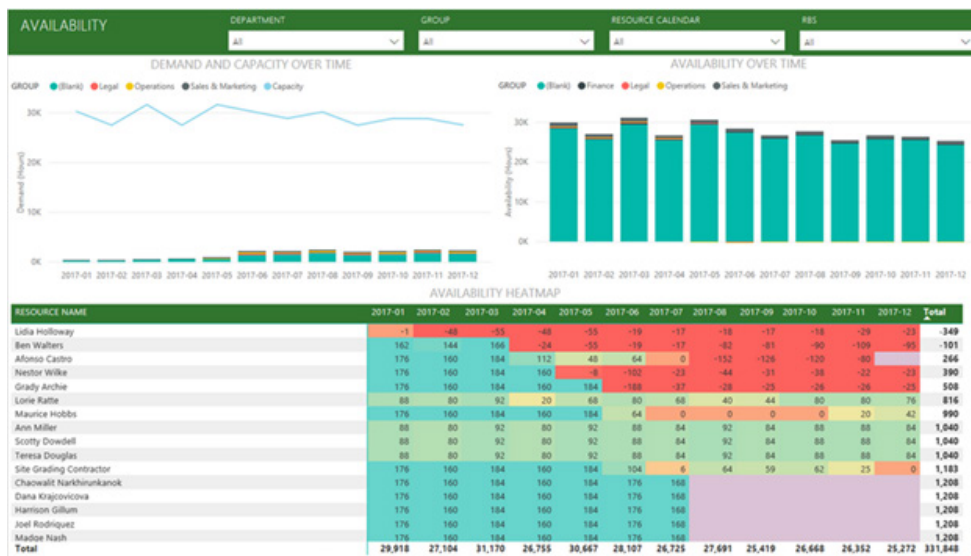 AVAILABILITY
DEPARTMENT GROUP RESOURCE CALENDAR RBS
All All All All
DEMAND AND CAPACITY OVER TIME
GROUP (Blank) Legal Operations Sales & Marketing Capacity
Demand (Hours)
30K
20K
10K
0K
2017-01 2017-02 2017-03 2017-04 2017-05 2017-06 2017-07 2017-08 2017-09 2017-10 2017-11 2017-12
AVAILABILITY OVER TIME
GROUP (Blank) Finance Legal Operations Sales & Marketing
Availability (Hours)
30K
20K
10K
0K
2017-01 2017-02 2017-03 2017-04 2017-05 2017-06 2017-07 2017-08 2017-09 2017-10 2017-11 2017-12
AVAILABILITY HEATMAP
RESOURCE NAME 2017-01 2017-02 2017-03 2017-04 2017-05 2017-06 2017-07 2017-08 2017-09 2017-10 2017-11 2017-12 Total
Lidia Holloway -1 -48 -55 -48 -55 -19 -17 -18 -17 -18 -29 -23 -349
Ben Walters 162 144 166 -24 -55 -19 -17 -82 -81 -90 -109 -95 -101
Afonso Castro 176 160 184 112 48 64 0 -152 -126 -120 -80 266
Nestor Wilke 176 160 184 160 -8 -102 -23 -44 -31 -38 -22 -23 390
Grady Archie 176 160 184 160 184 -188 -37 -28 -25 -26 -26 -25 508
Lorie Ratte 88 80 92 20 68 80 68 40 44 80 80 76 816
Maurice Hobbs 176 160 184 160 184 64 0 0 0 0 20 42 990
Ann Miller 88 80 92 80 92 88 84 92 84 88 88 84 1,040
Scotty Dowdell 88 80 92 80 92 88 84 92 84 88 88 84 1,040
Teresa Douglas 88 80 92 80 92 88 84 92 84 88 88 84 1,040
Site Grading Contractor 176 160 184 160 184 104 6 64 59 62 25 0 1,183
Chaowalit Narkhirunkanok 176 160 184 160 184 176 168 1,208
Dana Krajcovicova 176 160 184 160 184 176 168 1,208
Harrison Gillum 176 160 184 160 184 176 168 1,208
Joel Rodriquez 176 160 184 160 184 176 168 1,208
Madge Nash 176 160 184 160 184 176 168 1,208
Total 29,918 27,104 31,170 26,755 30,667 28,107 26,725 27,691 25,419 26,668 26,352 25,272 331,848